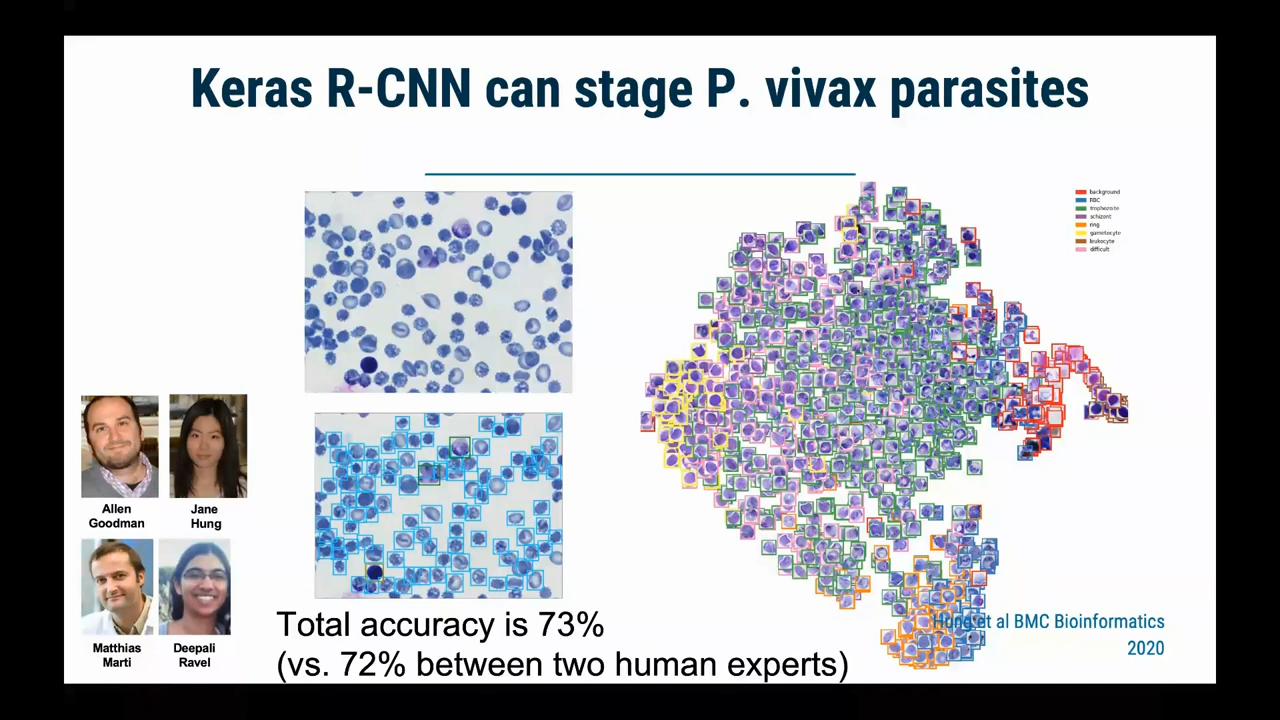 Keras R-CNN can stage P. vivax parasites
background
RBC
trophozoite
schizont
ring
gametocyte
leukocyte
difficult
Allen
Goodman
Jane
Hung
Matthias
Marti
Deepali
Ravel
Total accuracy is 73%
(vs. 72% between two human experts)
Hung et al BMC Bioinformatics
2020